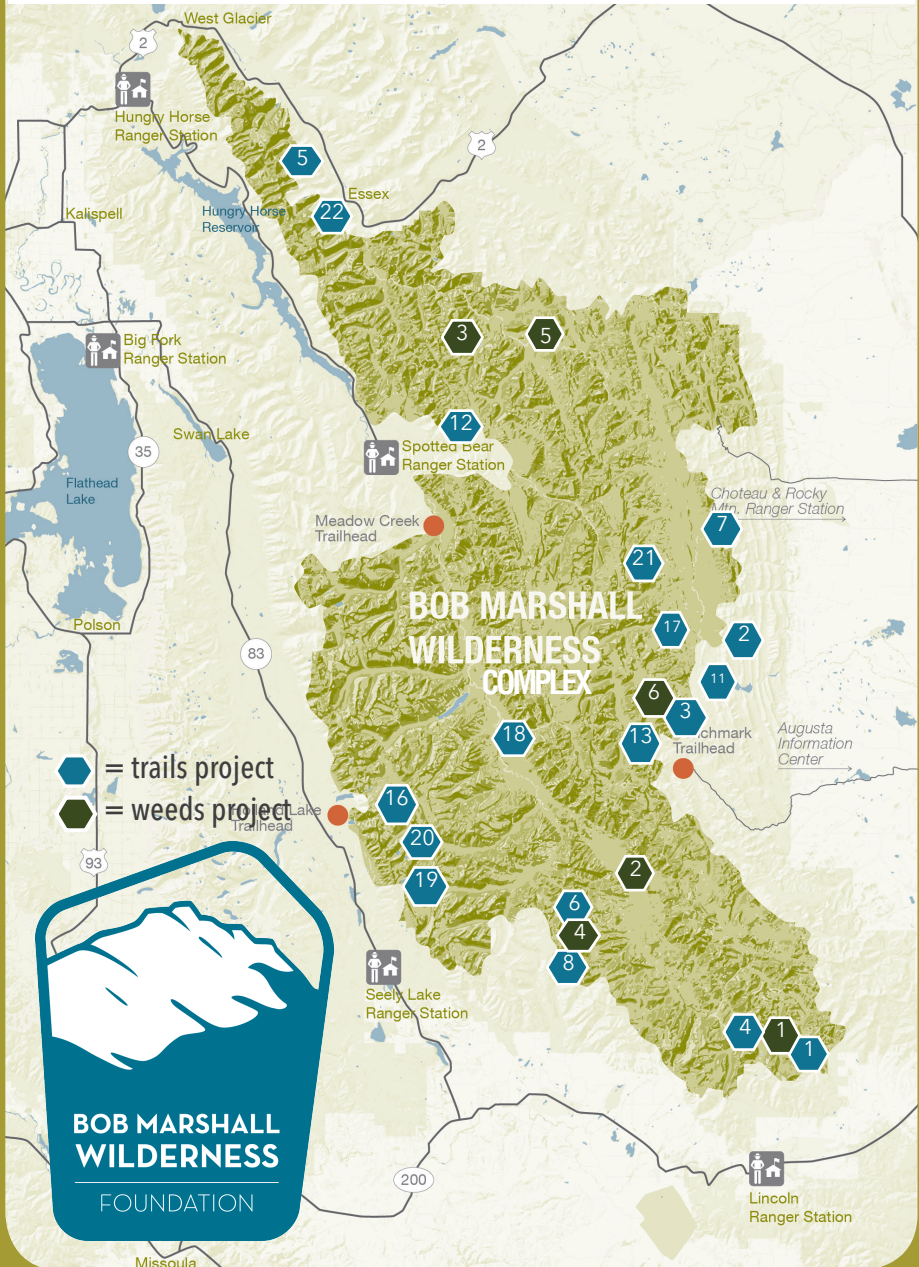 West Glacier
2
Hungry Horse
Ranger Station
2
5
Essex
22
Kalispell
Hungry Horse
Reservoir
3
5
Big Fork
Ranger Station
12
Swan Lake
35
Spotted Bear
Ranger Station
Flathead
Lake
Choteau & Rocky
Mtn. Ranger Station
7
Meadow Creek
Trailhead
21
BOB MARSHALL
WILDERNESS
COMPLEX
Polson
17
2
83
11
6
3
18
13
Trailhead
Augusta
Information
Center
= trails project
= weeds project
Trailhead
16
20
19
93
2
6
4
8
Seely Lake
Ranger Station
4
1
1
BOB MARSHALL
WILDERNESS
FOUNDATION
200
Lincoln
Ranger Station
Missoula